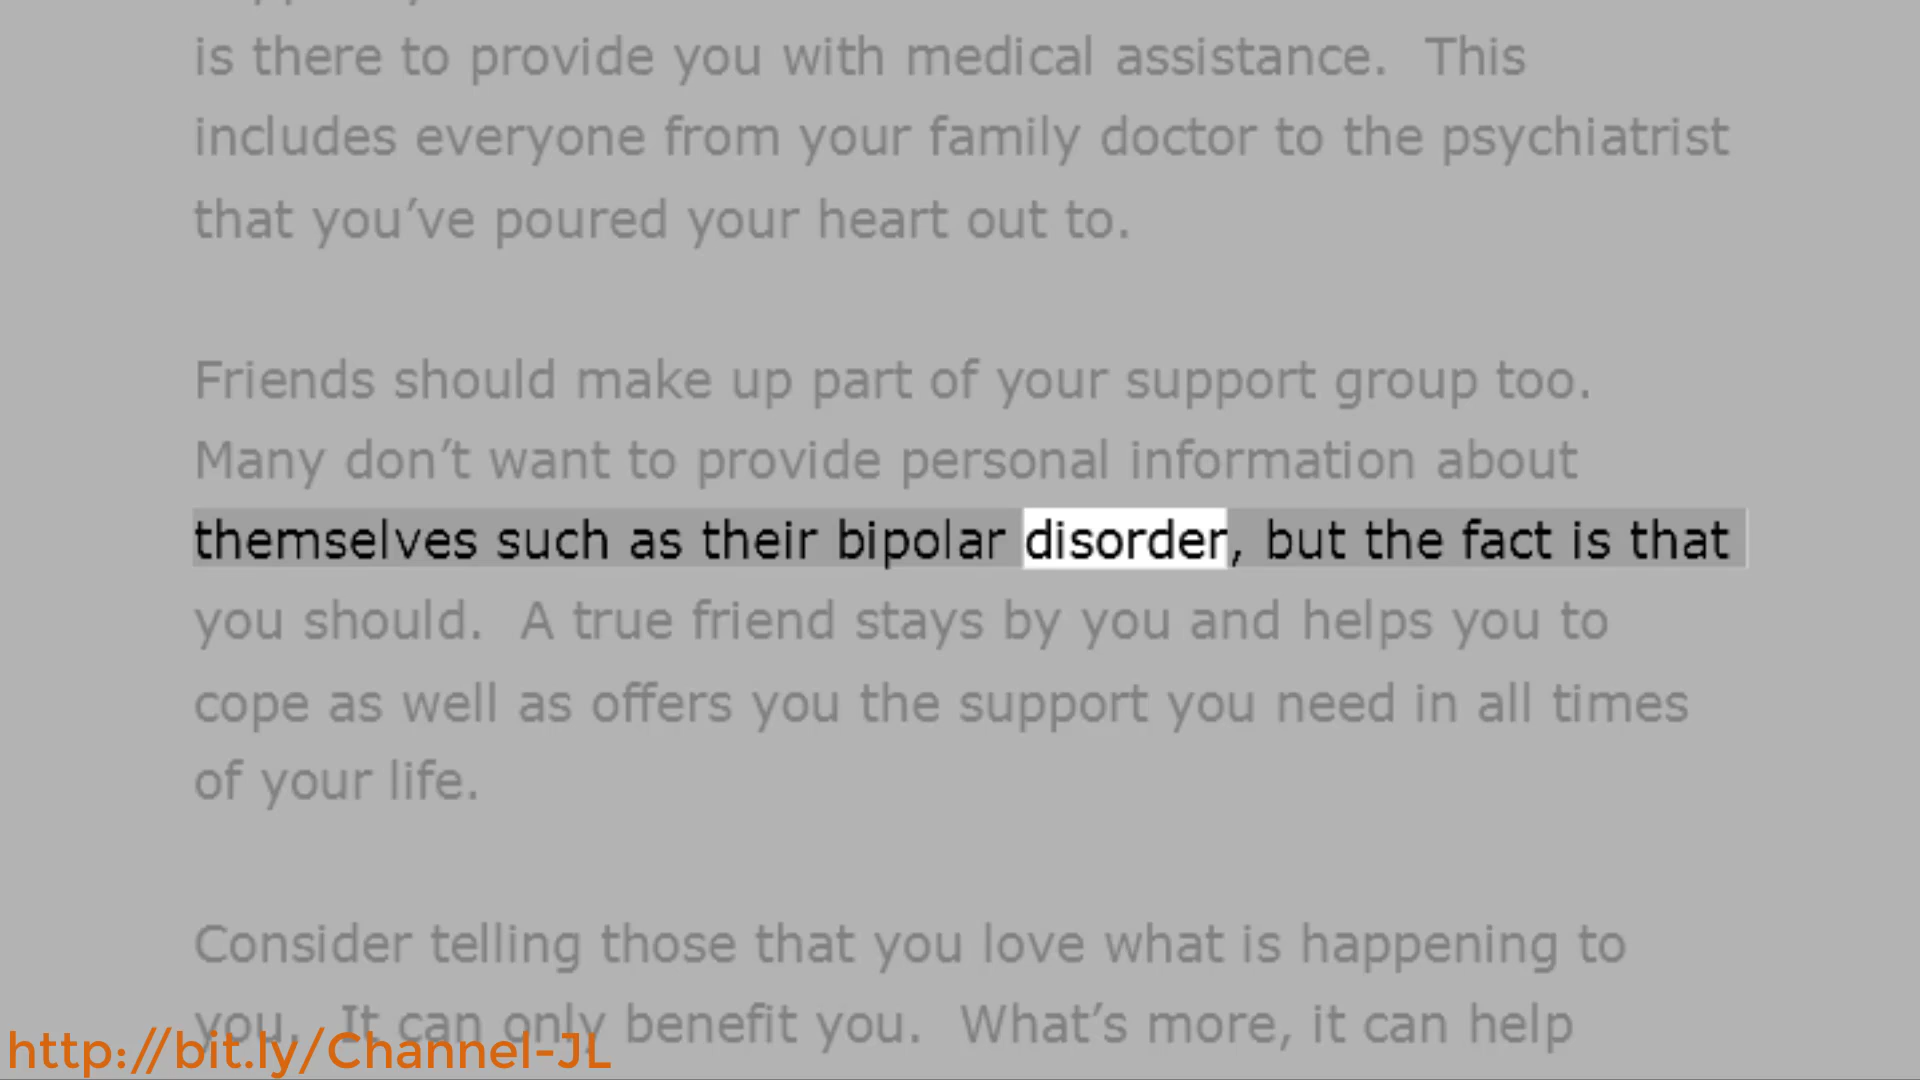 is there to provide you with medical assistance.  This
includes everyone from your family doctor to the psychiatrist
that you’ve poured your heart out to.
Friends should make up part of your support group too.
Many don’t want to provide personal information about
themselves such as their bipolar disorder, but the fact is that
you should.  A true friend stays by you and helps you to
cope as well as offers you the support you need in all times
of your life.
Consider telling those that you love what is happening to
you.  It can only benefit you.  What’s more, it can help
http://bit.ly/Channel-JL